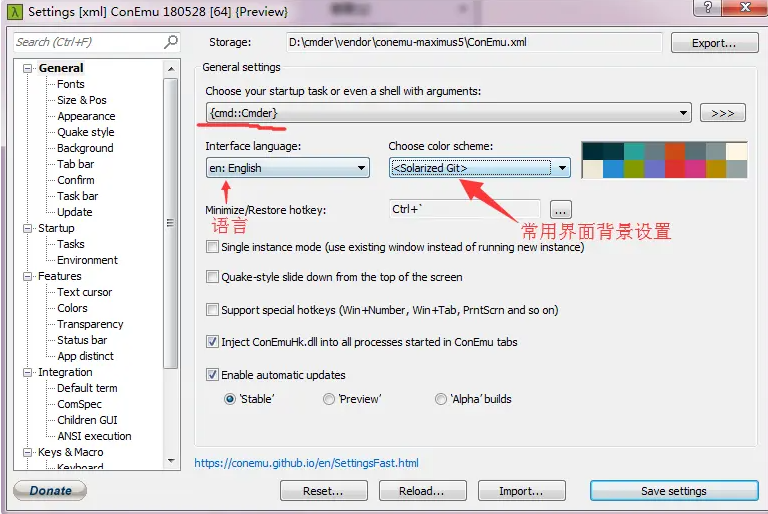 Settings [xml] ConEmu 180528 [64] {Preview}
Search (Ctrl+F)
Storage:
D:\cmder\vendor\conemu-maximus5\ConEmu.xml
Export...
General
Fonts
Size & Pos
Appearance
Quake style
Background
Tab bar
Confirm
Task bar
Update
Startup
Tasks
Environment
Features
Text cursor
Colors
Transparency
Status bar
App distinct
Integration
Default term
ComSpec
Children GUI
ANSI execution
Keys & Macro
Keyboard
General settings
Choose your startup task or even a shell with arguments:
{cmd::Cmder}
>>>
Interface language:
Choose color scheme:
en: English
<Solarized Git>
语言
Minimize/Restore hotkey:
Ctrl+`
...
常用界面背景设置
Single instance mode (use existing window instead of running new instance)
Quake-style slide down from the top of the screen
Support special hotkeys (Win+Number, Win+Tab, PrntScrn and so on)
Inject ConEmuHk.dll into all processes started in ConEmu tabs
Enable automatic updates
'Stable'
'Preview'
'Alpha' builds
https://conemu.github.io/en/SettingsFast.html
Donate
Reset...
Reload...
Import...
Save settings